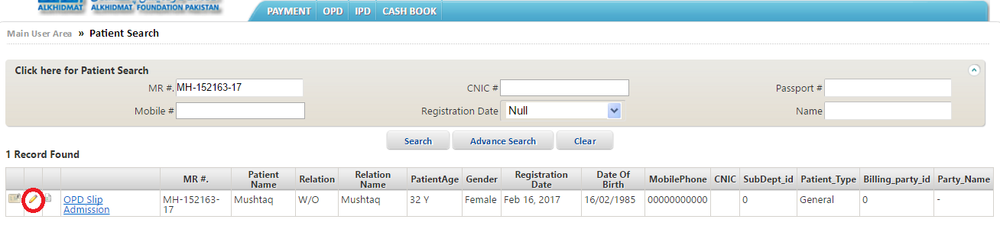 ALKHIDMAT FOUNDATION PAKISTAN
PAYMENT OPD IPD CASH BOOK
Main User Area » Patient Search
Click here for Patient Search
MR #. MH-152163-17 CNIC # Passport #
Mobile # Registration Date Null Name
Search Advance Search Clear
1 Record Found
MR #. Patient Name Relation Relation Name PatientAge Gender Registration Date Date Of Birth MobilePhone CNIC SubDept_id Patient_Type Billing_party_id Party_Name
OPD Slip MH-152163-17 Mushtaq W/O Mushtaq 32 Y Female Feb 16, 2017 16/02/1985 00000000000 0 General 0 -
Admission